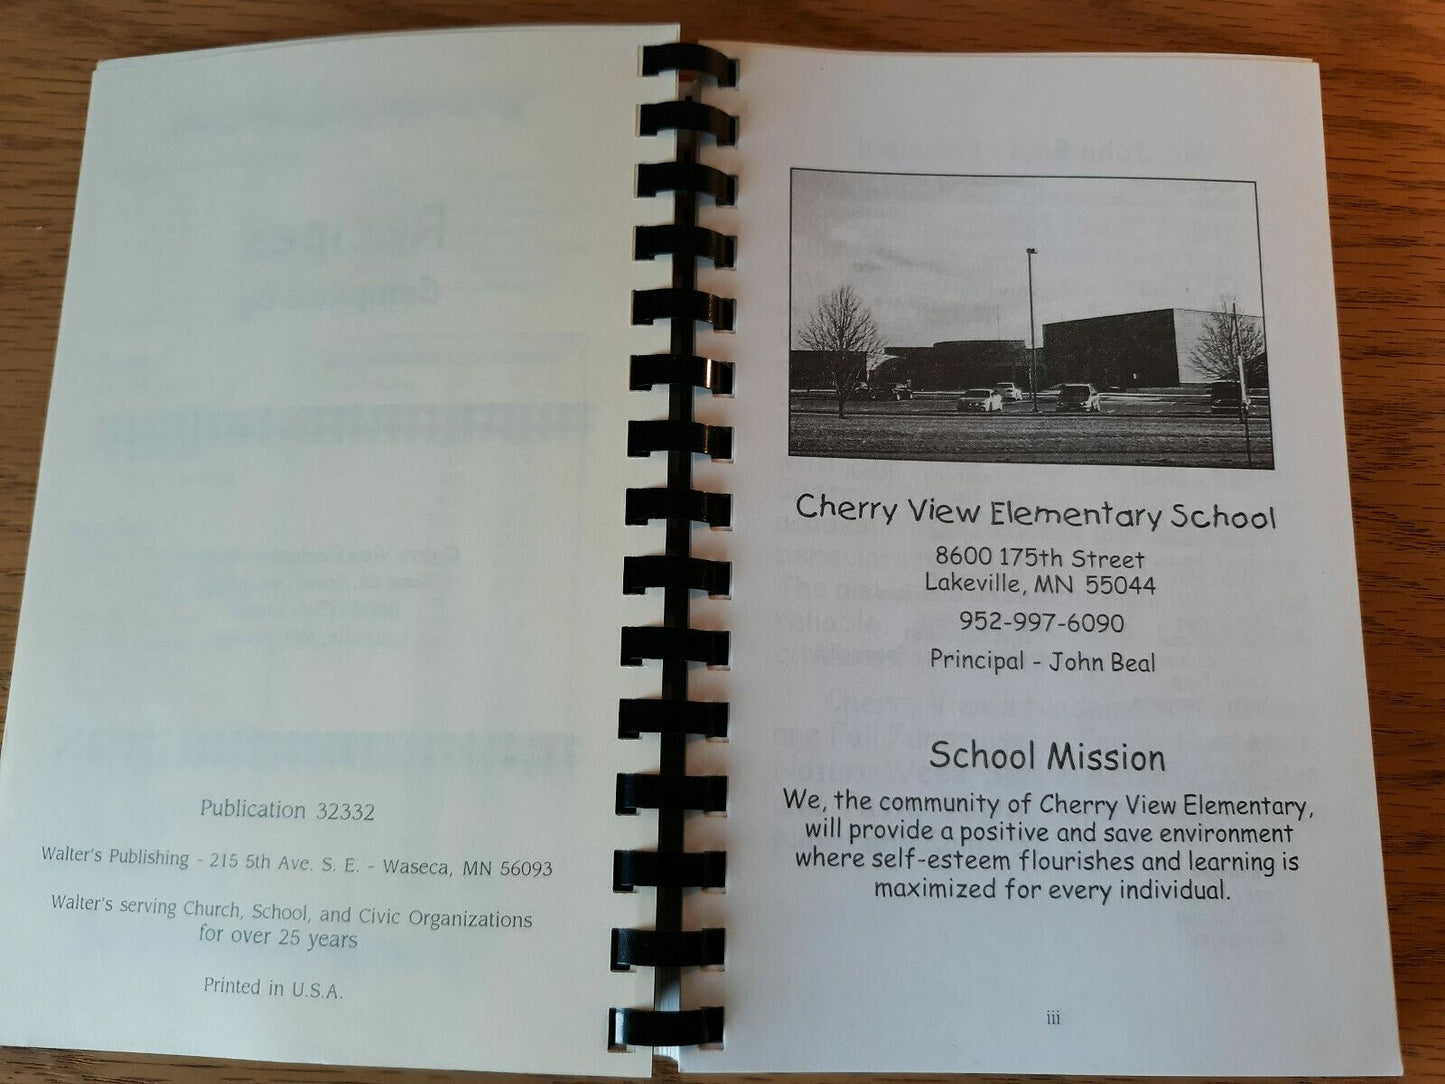 Publication 32332
Walter's Publishing - 215 5th Ave. S. E. - Waseca, MN 56093
Walter's serving Church, School, and Civic Organizations
for over 25 years
Printed in U.S.A.
Cherry View Elementary School
8600 175th Street
Lakeville, MN 55044
952-997-6090
Principal - John Beal
School Mission
We, the community of Cherry View Elementary,
will provide a positive and save environment
where self-esteem flourishes and learning is
maximized for every individual.
iii